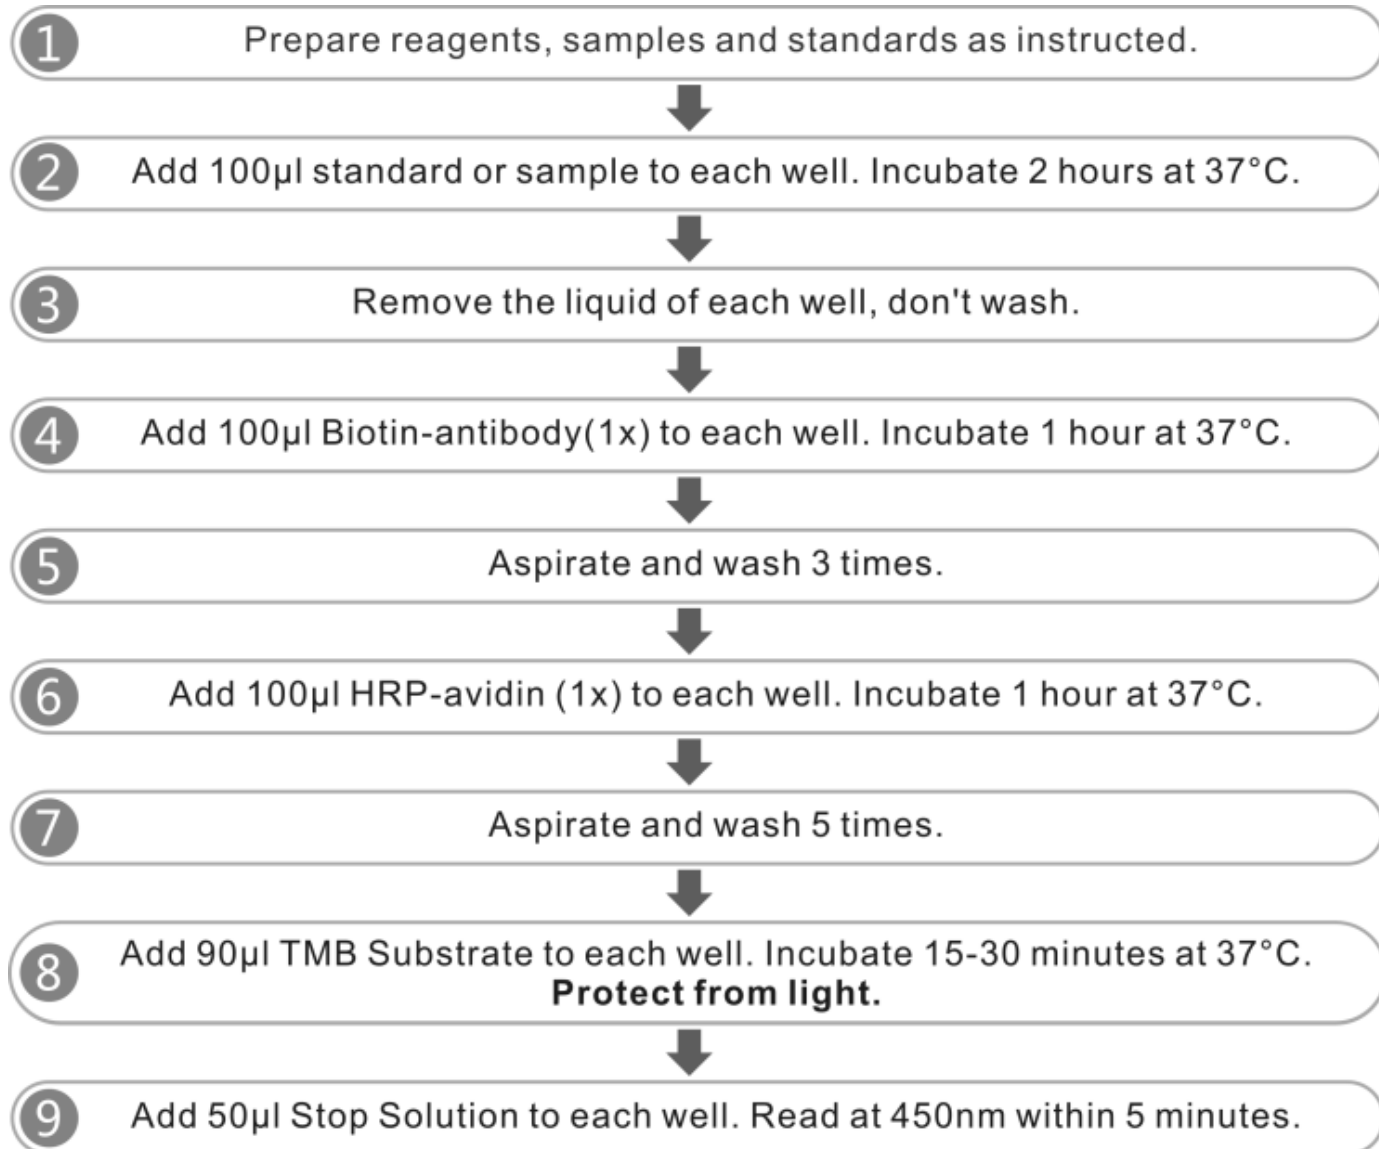 1 Prepare reagents, samples and standards as instructed.
2 Add 100µl standard or sample to each well. Incubate 2 hours at 37°C.
3 Remove the liquid of each well, don't wash.
4 Add 100µl Biotin-antibody(1x) to each well. Incubate 1 hour at 37°C.
5 Aspirate and wash 3 times.
6 Add 100µl HRP-avidin (1x) to each well. Incubate 1 hour at 37°C.
7 Aspirate and wash 5 times.
8 Add 90µl TMB Substrate to each well. Incubate 15-30 minutes at 37°C.
Protect from light.
9 Add 50µl Stop Solution to each well. Read at 450nm within 5 minutes.